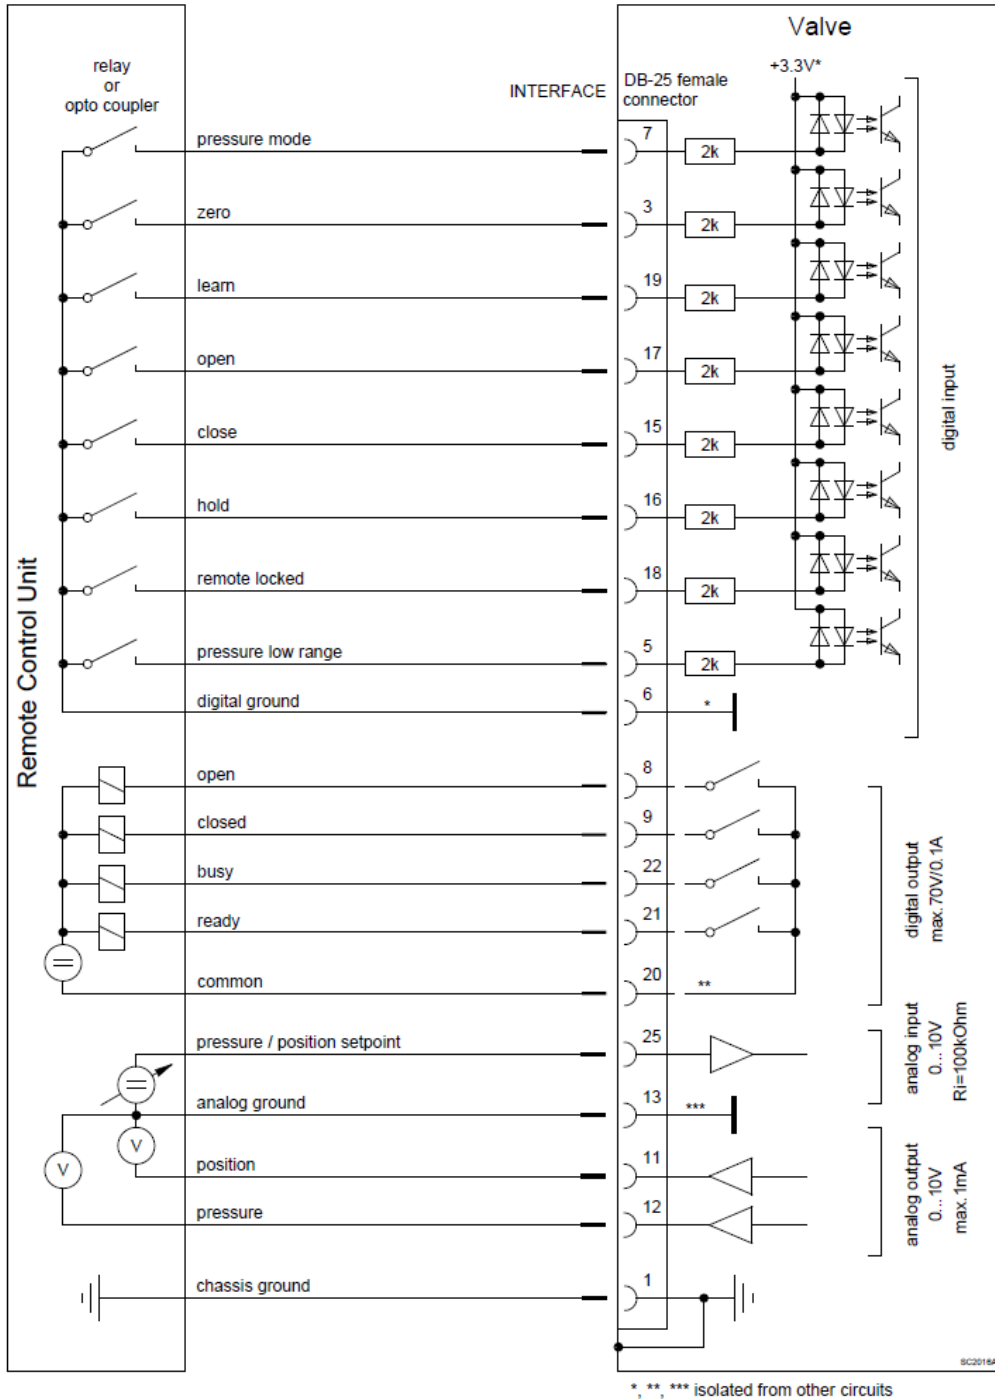 Valve
relay
or
opto coupler
INTERFACE
DB-25 female
connector
+3.3V*
pressure mode
7
2k
zero
3
2k
learn
19
2k
open
17
2k
close
15
2k
hold
16
2k
remote locked
18
2k
pressure low range
5
2k
digital ground
6
*
digital input
Remote Control Unit
open
8
closed
9
busy
22
ready
21
common
20
**
digital output
max.70V/0.1A
pressure / position setpoint
25
analog ground
13
***
analog input
0...10V
Ri=100kOhm
V
V
position
11
pressure
12
analog output
0...10V
max.1mA
chassis ground
1
SC2016A
*, **, *** isolated from other circuits